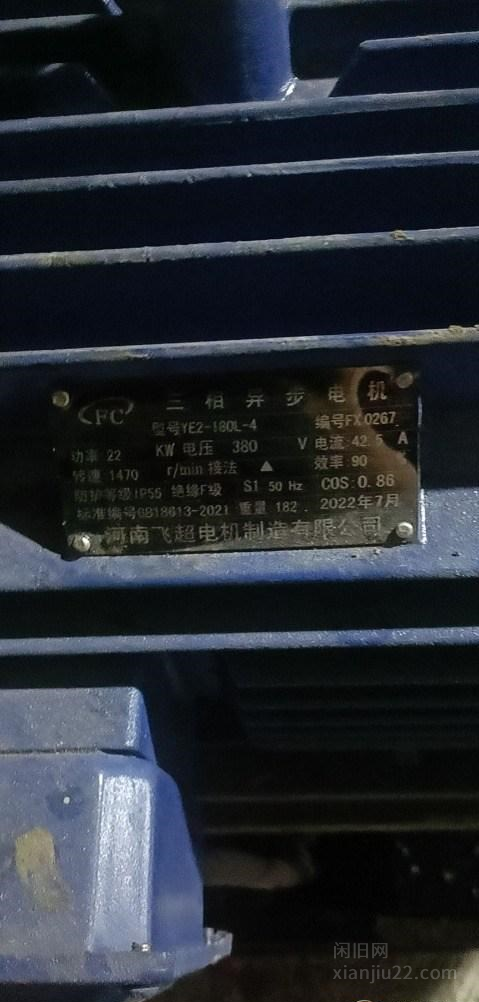 FC 三相异步电机
型号YE2-180L-4 编号FX0267
功率 22 KW 电压 380 V 电流 42.5 A
转速 1470 r/min 接法 △ 效率 90
防护等级IP55 绝缘F级 S1 50 Hz COS: 0.86
标准编号GB18613-2021 重量 182 . 2022年7月
河南飞超电机制造有限公司
闲旧网
xianjiu22.com